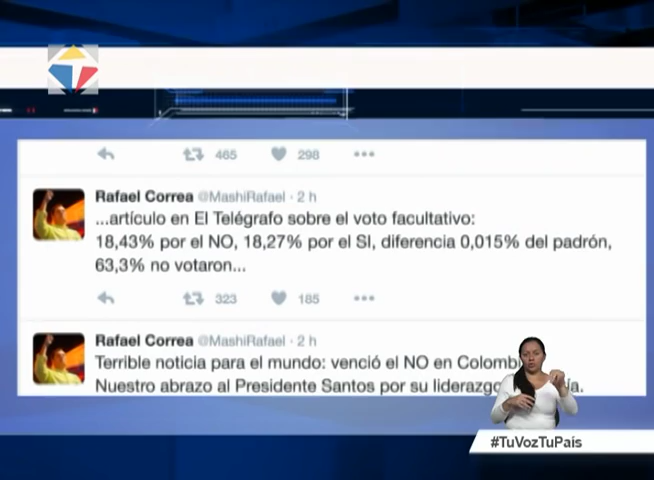 465 298
Rafael Correa @MashiRafael · 2 h
...artículo en El Telégrafo sobre el voto facultativo:
18,43% por el NO, 18,27% por el SI, diferencia 0,015% del padrón,
63,3% no votaron...
323 185
Rafael Correa @MashiRafael · 2 h
Terrible noticia para el mundo: venció el NO en
Nuestro abrazo al Presidente Santos por su
#TuVozTuPaís